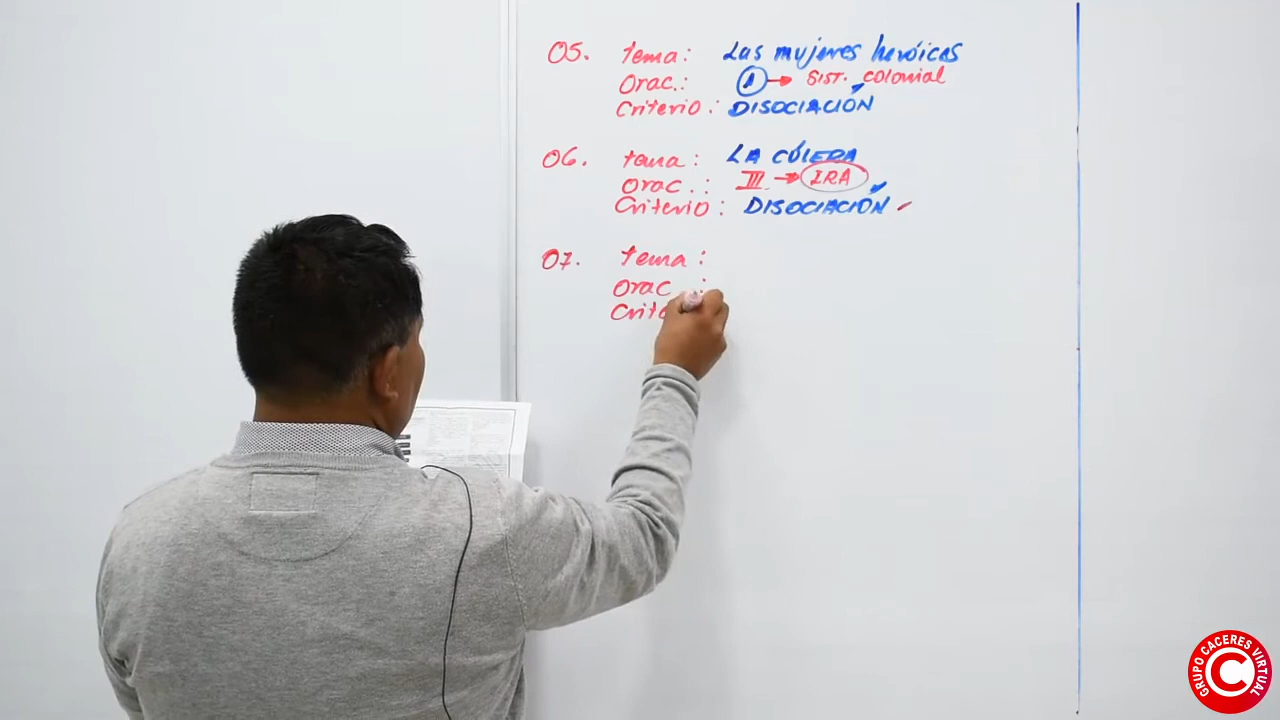 05. tema: Las mujeres heróicas
Orac.: A → SIST. colonial
Criterio: DISOCIACIÓN
06. tema: LA CÓLERA
Orac.: III → IRA
Criterio: DISOCIACIÓN
07. tema:
Orac :
Crite
GRUPO CACERES VIRTUAL
C